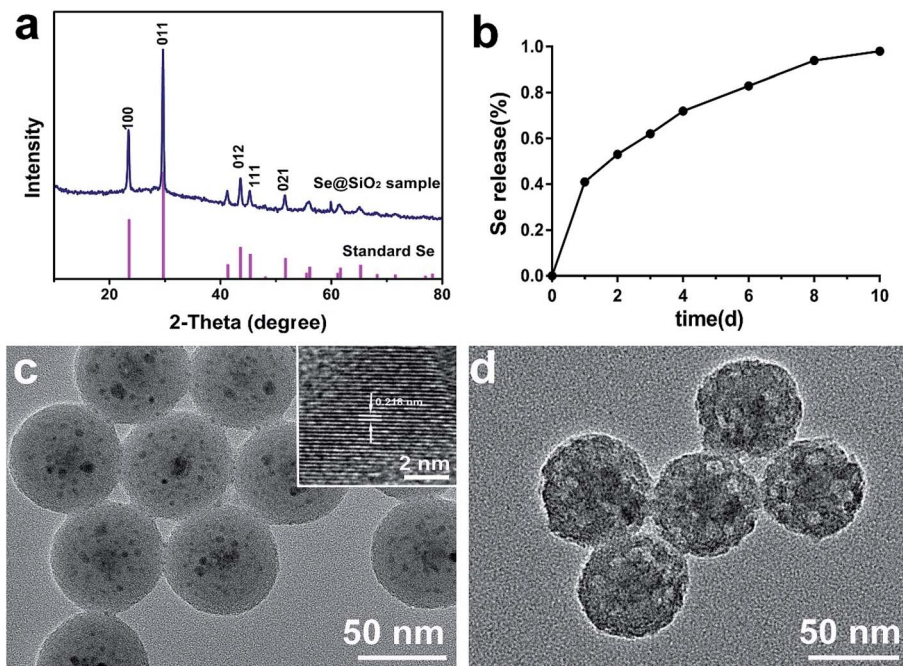 a
Intensity
100
011
012
111
021
Se@SiO₂ sample
Standard Se
20
40
60
80
2-Theta (degree)
b
Se release(%)
1.0
0.8
0.6
0.4
0.2
0.0
0
2
4
6
8
10
time(d)
c
0.216 nm
2 nm
50 nm
d
50 nm